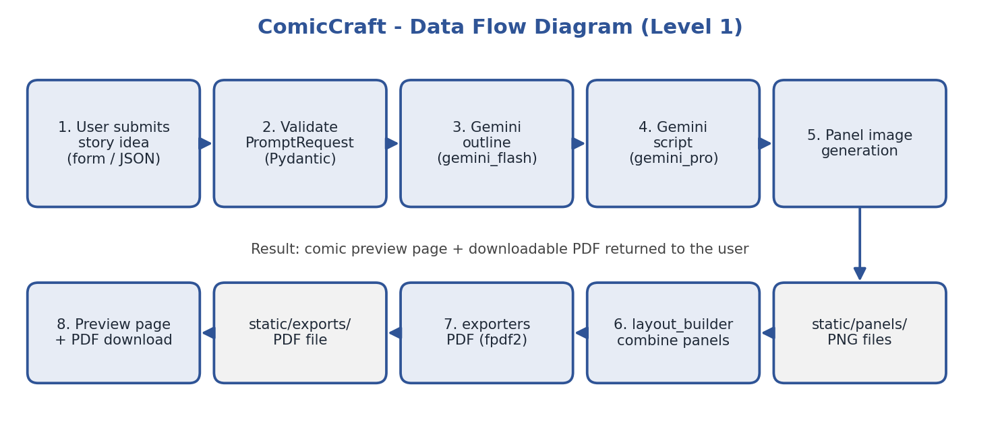 ComicCraft - Data Flow Diagram (Level 1)
1. User submits
story idea
(form / JSON)
2. Validate
PromptRequest
(Pydantic)
3. Gemini
outline
(gemini_flash)
4. Gemini
script
(gemini_pro)
5. Panel image
generation
Result: comic preview page + downloadable PDF returned to the user
8. Preview page
+ PDF download
static/exports/
PDF file
7. exporters
PDF (fpdf2)
6. layout_builder
combine panels
static/panels/
PNG files